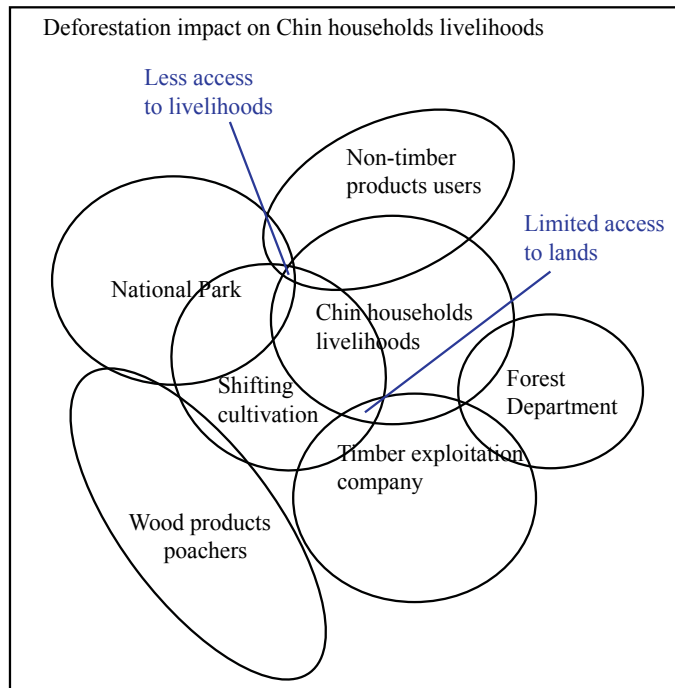 Deforestation impact on Chin households livelihoods
Less access
to livelihoods
Non-timber
products users
Limited access
to lands
National Park
Chin households
livelihoods
Shifting
cultivation
Forest
Department
Timber exploitation
company
Wood products
poachers